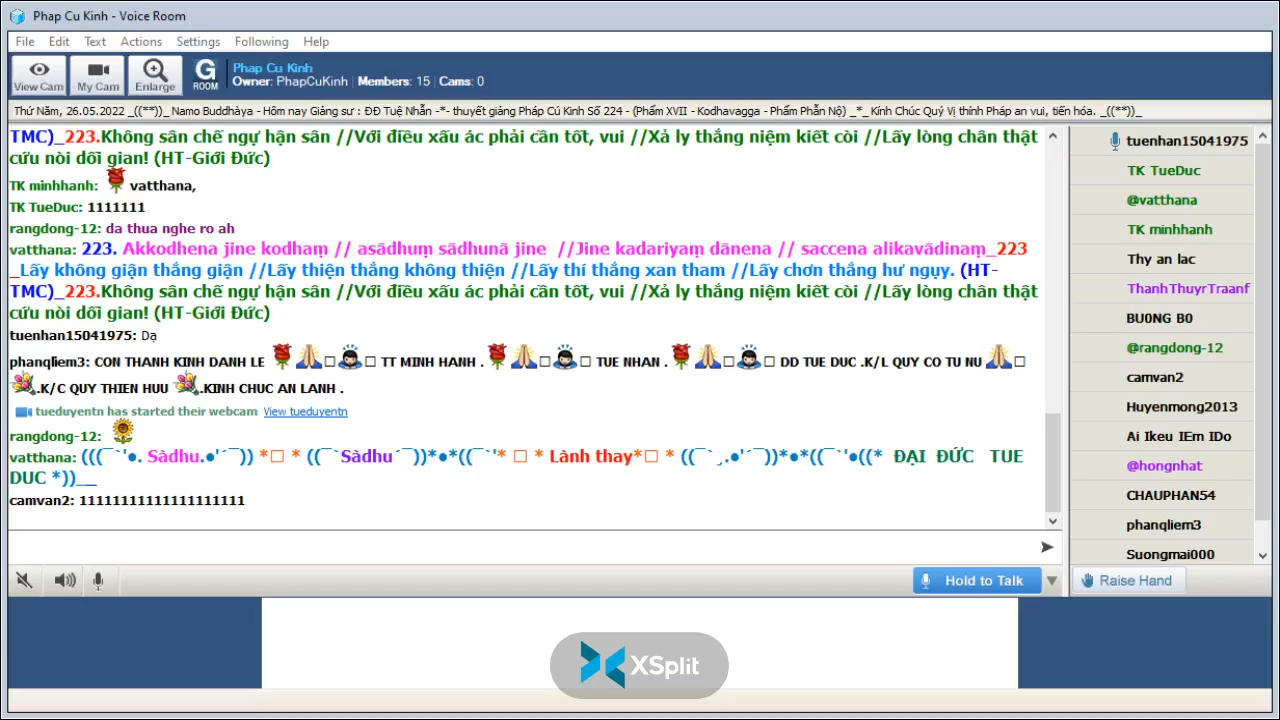 Phap Cu Kinh - Voice Room
File Edit Text Actions Settings Following Help
View Cam My Cam Enlarge G ROOM
Phap Cu Kinh
Owner: PhapCuKinh | Members: 15 | Cams: 0
Thứ Năm, 26.05.2022 _((**))_ Namo Buddhàya - Hôm nay Giảng sư : ĐĐ Tuệ Nhẫn -*- thuyết giảng Pháp Cú Kinh Số 224 - (Phẩm XVII - Kodhavagga - Phẩm Phẫn Nộ) _*_ Kính Chúc Quý Vị thính Pháp an vui, tiến hóa. _((**))_
TMC)_223.Không sân chế ngự hận sân //Với điều xấu ác phải cần tốt, vui //Xả ly thắng niệm kiết còi //Lấy lòng chân thật
cứu nòi dối gian! (HT-Giới Đức)
TK minhhanh: vatthana,
TK TueDuc: 1111111
rangdong-12: da thua nghe ro ah
vatthana: 223. Akkodhena jine kodhaṃ // asādhuṃ sādhunā jine //Jine kadariyaṃ dānena // saccena alikavādinaṃ_223
_Lấy không giận thắng giận //Lấy thiện thắng không thiện //Lấy thí thắng xan tham //Lấy chơn thắng hư ngụy. (HT-
TMC)_223.Không sân chế ngự hận sân //Với điều xấu ác phải cần tốt, vui //Xả ly thắng niệm kiết còi //Lấy lòng chân thật
cứu nòi dối gian! (HT-Giới Đức)
tuenhan15041975: Dạ
phanqliem3: CON THANH KINH DANH LE TT MINH HANH . TUE NHAN . DD TUE DUC .K/L QUY CO TU NU
.K/C QUY THIEN HUU .KINH CHUC AN LANH .
tueduyentn has started their webcam View tueduyentn
rangdong-12:
vatthana: (((¯`'●. Sàdhu.●'´¯)) *□ * ((¯`Sàdhu´¯))*●*((¯`'* □ * Lành thay*□ * ((¯`¸.●'´¯))*●*((¯`'●((* ĐẠI ĐỨC TUE
DUC *))__
camvan2: 11111111111111111111
tuenhan15041975
TK TueDuc
@vatthana
TK minhhanh
Thy an lac
ThanhThuyrTraanf
BU0NG B0
@rangdong-12
camvan2
Huyenmong2013
Ai Ikeu IEm IDo
@hongnhat
CHAUPHAN54
phanqliem3
Suongmai000
Hold to Talk
Raise Hand
XSplit